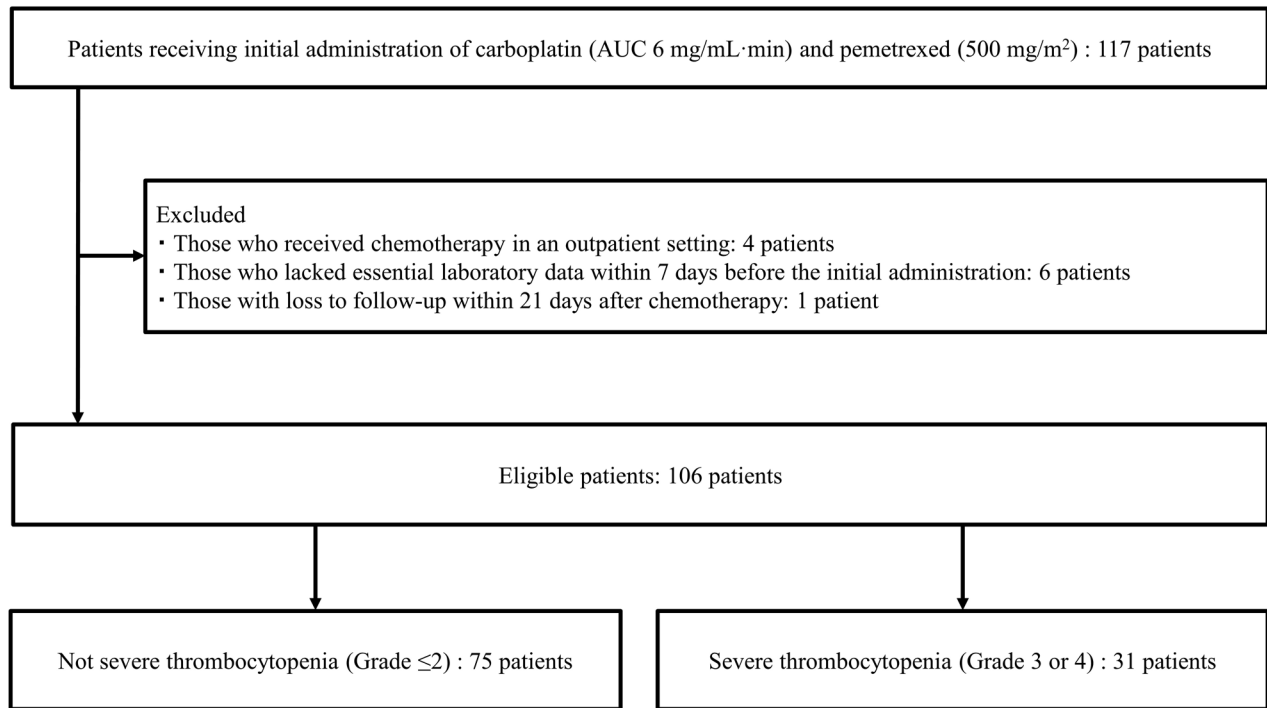 Patients receiving initial administration of carboplatin (AUC 6 mg/mL·min) and pemetrexed (500 mg/m²) : 117 patients
Excluded
・Those who received chemotherapy in an outpatient setting: 4 patients
・Those who lacked essential laboratory data within 7 days before the initial administration: 6 patients
・Those with loss to follow-up within 21 days after chemotherapy: 1 patient
Eligible patients: 106 patients
Not severe thrombocytopenia (Grade ≤2) : 75 patients
Severe thrombocytopenia (Grade 3 or 4) : 31 patients